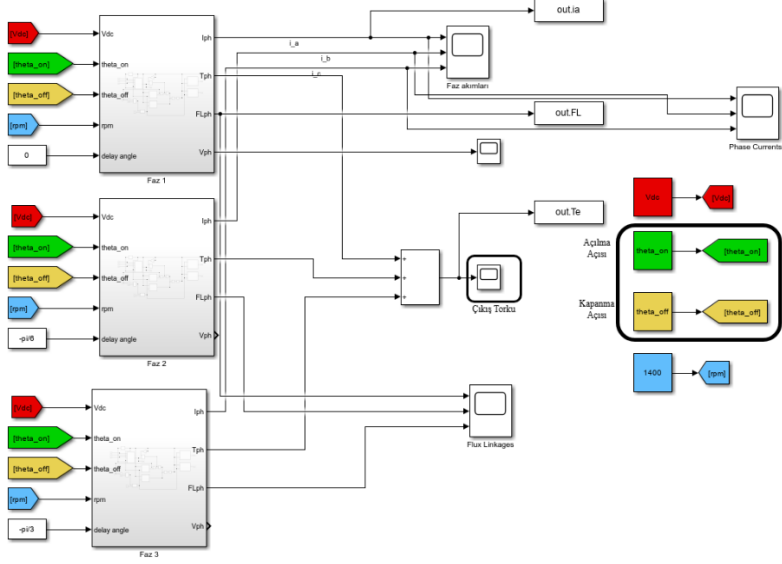 out.ia
[Vdc]
Vdc
Iph
i_a
[theta_on]
theta_on
i_b
Tph
i_c
Faz akımları
[theta_off]
theta_off
FLph
out.FL
[rpm]
rpm
Phase Currents
0
delay angle
Vph
Faz 1
Vdc
[Vdc]
[Vdc]
Vdc
Iph
out.Te
[theta_on]
theta_on
Tph
Açılma
Açısı
theta_on
[theta_on]
[theta_off]
theta_off
FLph
Çıkış Torku
Kapanma
Açısı
theta_off
[theta_off]
[rpm]
rpm
-pi/6
delay angle
Vph
Faz 2
1400
[rpm]
[Vdc]
Vdc
Iph
[theta_on]
theta_on
Tph
Flux Linkages
[theta_off]
theta_off
FLph
[rpm]
rpm
-pi/3
delay angle
Vph
Faz 3